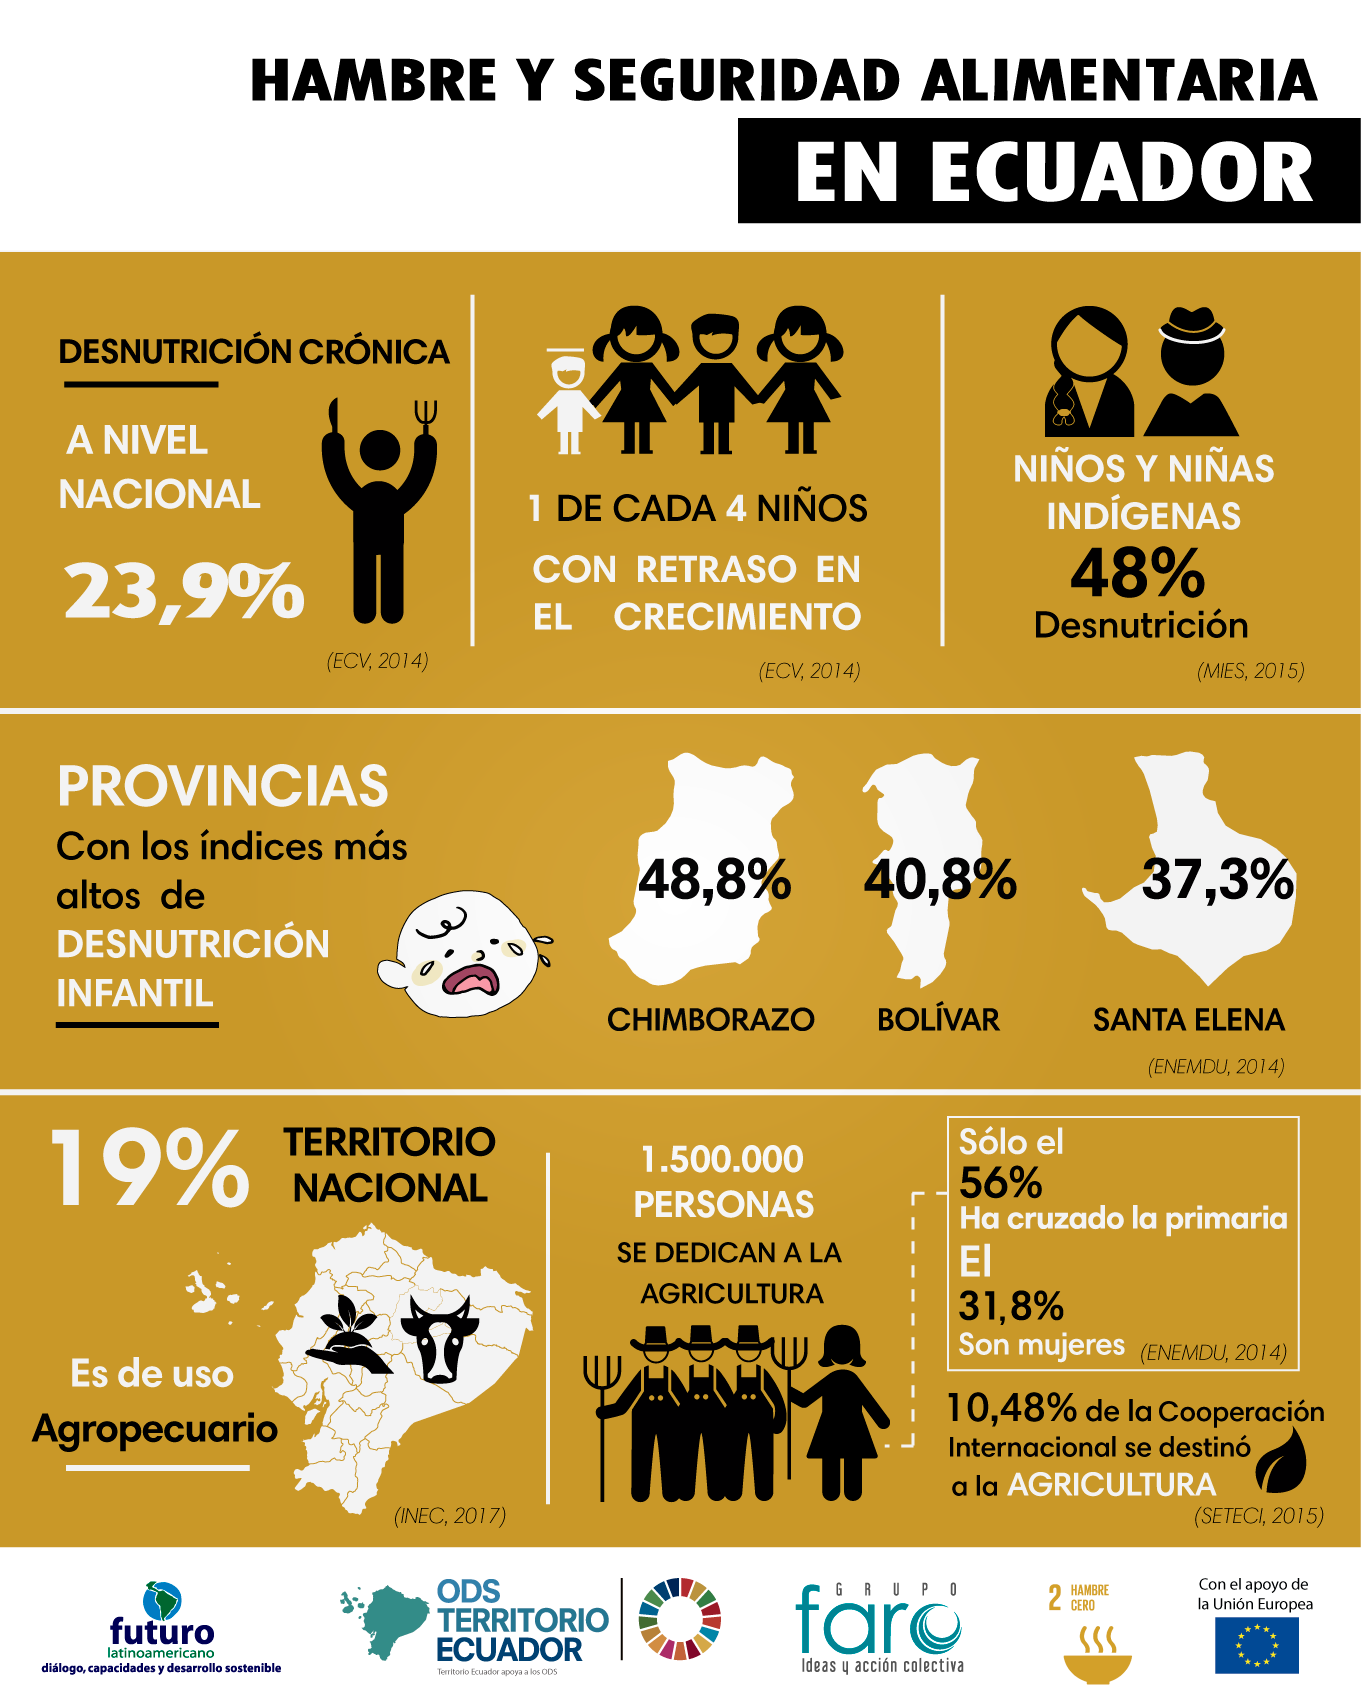 HAMBRE Y SEGURIDAD ALIMENTARIA
EN ECUADOR
DESNUTRICIÓN CRÓNICA
A NIVEL
NACIONAL
23,9%
(ECV, 2014)
1 DE CADA 4 NIÑOS
CON RETRASO EN
EL CRECIMIENTO
(ECV, 2014)
NIÑOS Y NIÑAS
INDÍGENAS
48%
Desnutrición
(MIES, 2015)
PROVINCIAS
Con los índices más
altos de
DESNUTRICIÓN
INFANTIL
48,8%
CHIMBORAZO
40,8%
BOLÍVAR
37,3%
SANTA ELENA
(ENEMDU, 2014)
19%
TERRITORIO
NACIONAL
Es de uso
Agropecuario
(INEC, 2017)
1.500.000
PERSONAS
SE DEDICAN A LA
AGRICULTURA
Sólo el
56%
Ha cruzado la primaria
El
31,8%
Son mujeres (ENEMDU, 2014)
10,48% de la Cooperación
Internacional se destinó
a la AGRICULTURA
(SETECI, 2015)
futuro
latinoamericano
diálogo, capacidades y desarrollo sostenible
ODS
TERRITORIO
ECUADOR
Territorio Ecuador apoya a los ODS
GRUPO
faro
Ideas y acción colectiva
2 HAMBRE
CERO
Con el apoyo de
la Unión Europea